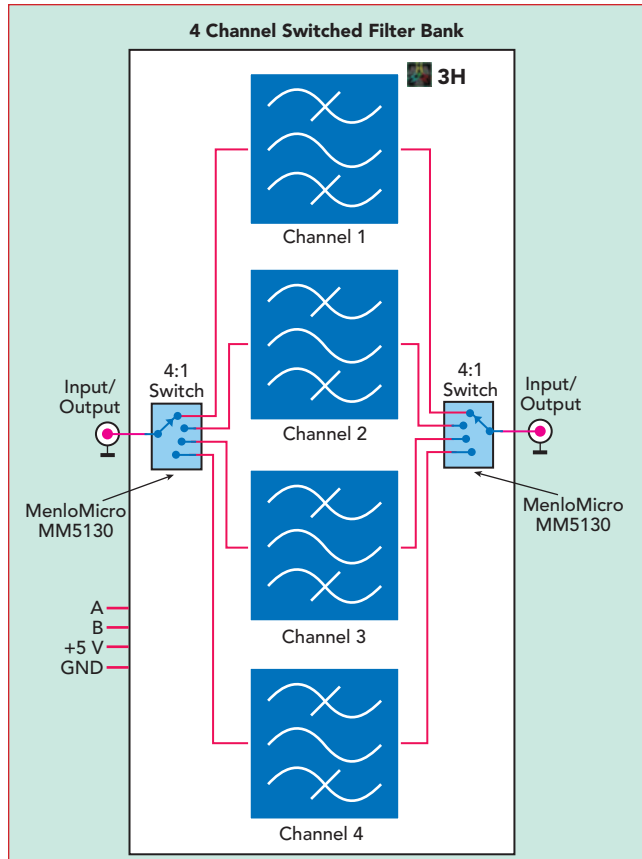 4 Channel Switched Filter Bank
3H
Channel 1
4:1
Switch
Input/
Output
MenloMicro
MM5130
Channel 2
4:1
Switch
Input/
Output
MenloMicro
MM5130
Channel 3
A
B
+5 V
GND
Channel 4